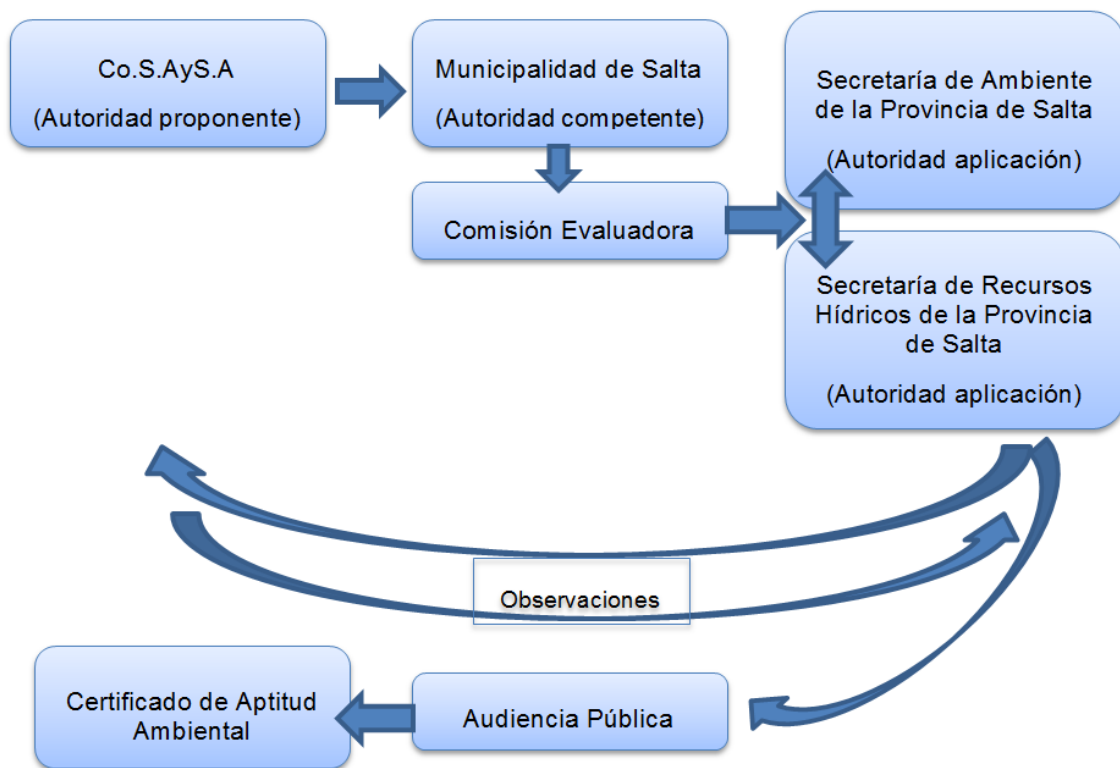 Co.S.AyS.A
(Autoridad proponente)
Municipalidad de Salta
(Autoridad competente)
Secretaría de Ambiente
de la Provincia de Salta
(Autoridad aplicación)
Comisión Evaluadora
Secretaría de Recursos
Hídricos de la Provincia
de Salta
(Autoridad aplicación)
Observaciones
Certificado de Aptitud
Ambiental
Audiencia Pública